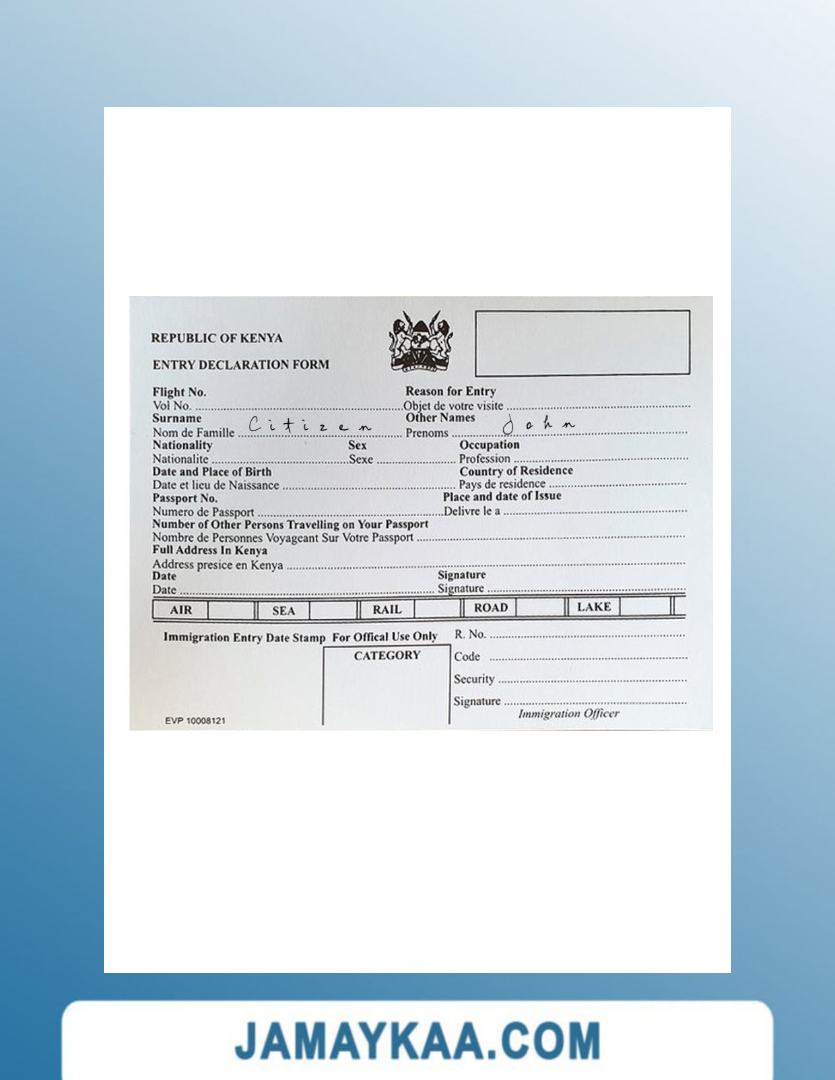 REPUBLIC OF KENYA
ENTRY DECLARATION FORM
Flight No. Reason for Entry
Vol No. Objet de votre visite
Surname Other Names
Nom de Famille Citizen Prenoms John
Nationality Sex Occupation
Nationalite Sexe Profession
Date and Place of Birth Country of Residence
Date et lieu de Naissance Pays de residence
Passport No. Place and date of Issue
Numero de Passport Delivre le a
Number of Other Persons Travelling on Your Passport
Nombre de Personnes Voyageant Sur Votre Passport
Full Address In Kenya
Address presice en Kenya
Date Signature
Date Signature
AIR SEA RAIL ROAD LAKE
Immigration Entry Date Stamp For Offical Use Only R. No.
CATEGORY Code
Security
Signature
Immigration Officer
EVP 10008121
JAMAYKAA.COM